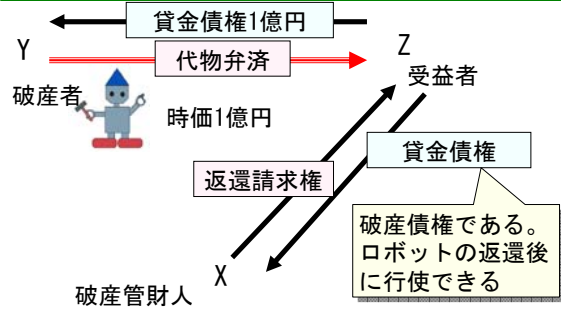 貸金債権1億円
Y
Z
代物弁済
受益者
破産者
時価1億円
貸金債権
返還請求権
破産債権である。
ロボットの返還後
に行使できる
X
破産管財人